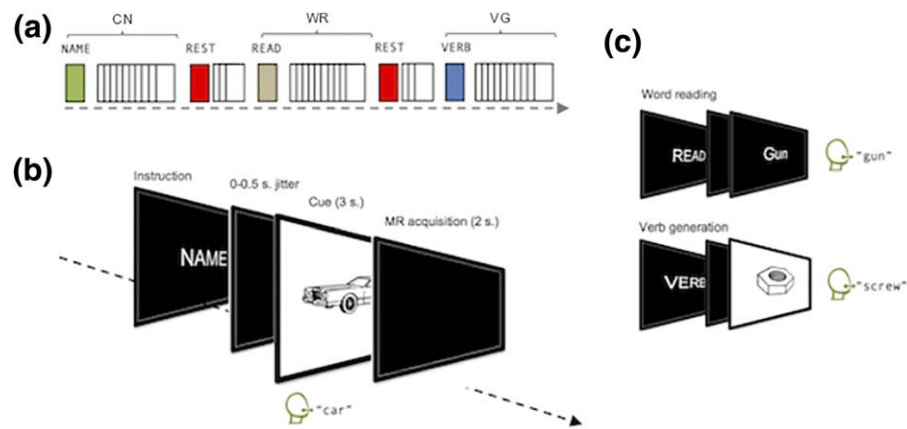 (a)
CN
WR
VG
NAME
REST
READ
REST
VERB
(b)
Instruction
0-0.5 s. jitter
Cue (3 s.)
MR acquisition (2 s.)
NAME
"car"
(c)
Word reading
READ
Gun
"gun"
Verb generation
VERB
"screw"